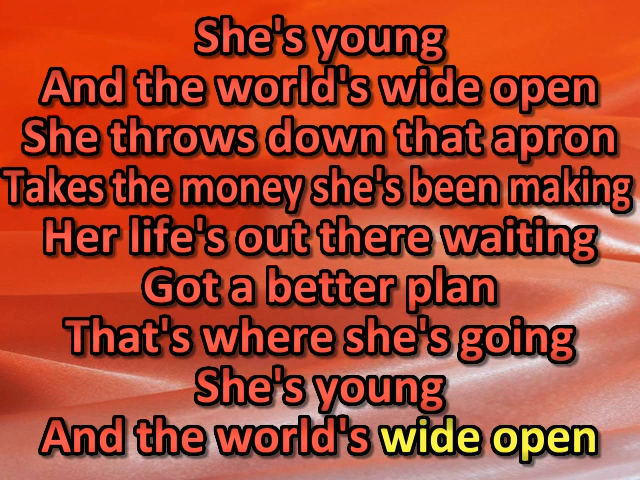 She's young
And the world's wide open
She throws down that apron
Takes the money she's been making
Her life's out there waiting
Got a better plan
That's where she's going
She's young
And the world's wide open